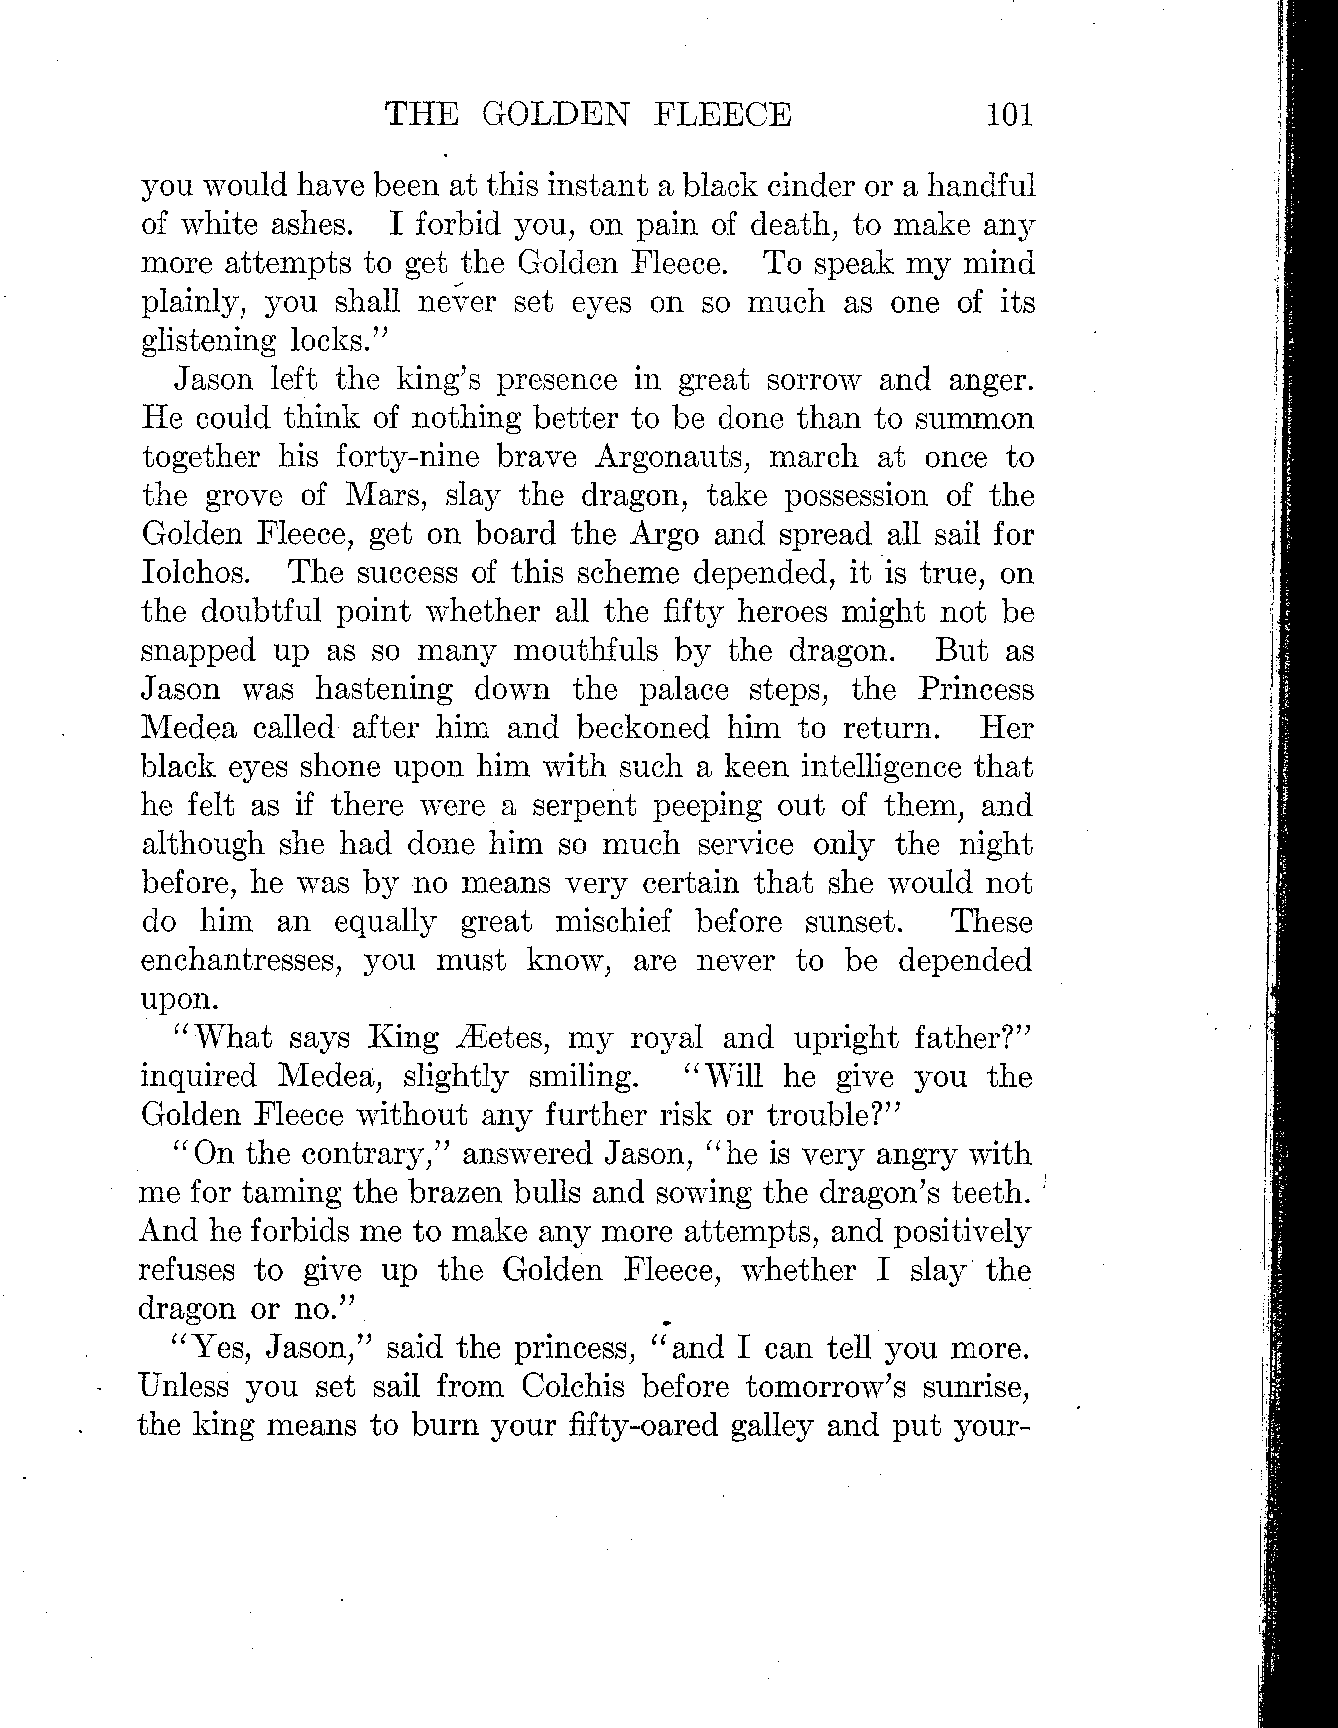 THE GOLDEN FLEECE 101
you would have been at this instant a black cinder or a handful
of white ashes. I forbid you, on pain of death, to make any
more attempts to get the Golden Fleece. To speak my mind
plainly, you shall never set eyes on so much as one of its
glistening locks.”
Jason left the king’s presence in great sorrow and anger.
He could think of nothing better to be done than to summon
together his forty-nine brave Argonauts, march at once to
the grove of Mars, slay the dragon, take possession of the
Golden Fleece, get on board the Argo and spread all sail for
Iolchos. The success of this scheme depended, it is true, on
the doubtful point whether all the fifty heroes might not be
snapped up as so many mouthfuls by the dragon. But as
Jason was hastening down the palace steps, the Princess
Medea called after him and beckoned him to return. Her
black eyes shone upon him with such a keen intelligence that
he felt as if there were a serpent peeping out of them, and
although she had done him so much service only the night
before, he was by no means very certain that she would not
do him an equally great mischief before sunset. These
enchantresses, you must know, are never to be depended
upon.
“What says King Æetes, my royal and upright father?”
inquired Medea, slightly smiling. “Will he give you the
Golden Fleece without any further risk or trouble?”
“On the contrary,” answered Jason, “he is very angry with
me for taming the brazen bulls and sowing the dragon’s teeth.
And he forbids me to make any more attempts, and positively
refuses to give up the Golden Fleece, whether I slay the
dragon or no.”
“Yes, Jason,” said the princess, “and I can tell you more.
Unless you set sail from Colchis before tomorrow’s sunrise,
the king means to burn your fifty-oared galley and put your-